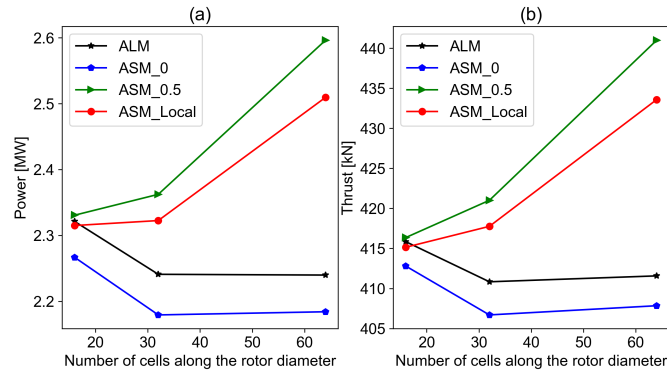 (a)
Power [MW]
2.6
2.5
2.4
2.3
2.2
ALM
ASM_0
ASM_0.5
ASM_Local
20 30 40 50 60
Number of cells along the rotor diameter
(b)
Thrust [kN]
440
435
430
425
420
415
410
405
ALM
ASM_0
ASM_0.5
ASM_Local
20 30 40 50 60
Number of cells along the rotor diameter